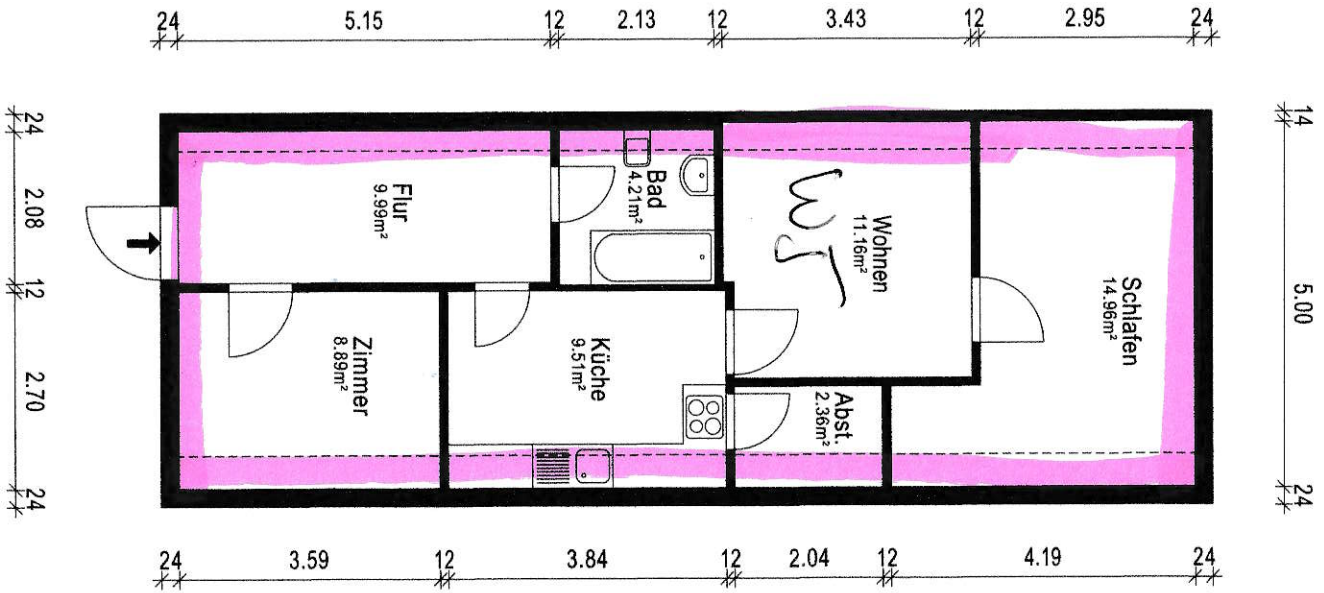 24 5.15 12 2.13 12 3.43 12 2.95 24
24 2.08 12 2.70 24
Flur
9.99m²
Bad
4.21m²
Wohnen
11.16m²
Schlafen
14.96m²
Zimmer
8.89m²
Küche
9.51m²
Abst.
2.36m²
14 5.00 24
24 3.59 12 3.84 12 2.04 12 4.19 24